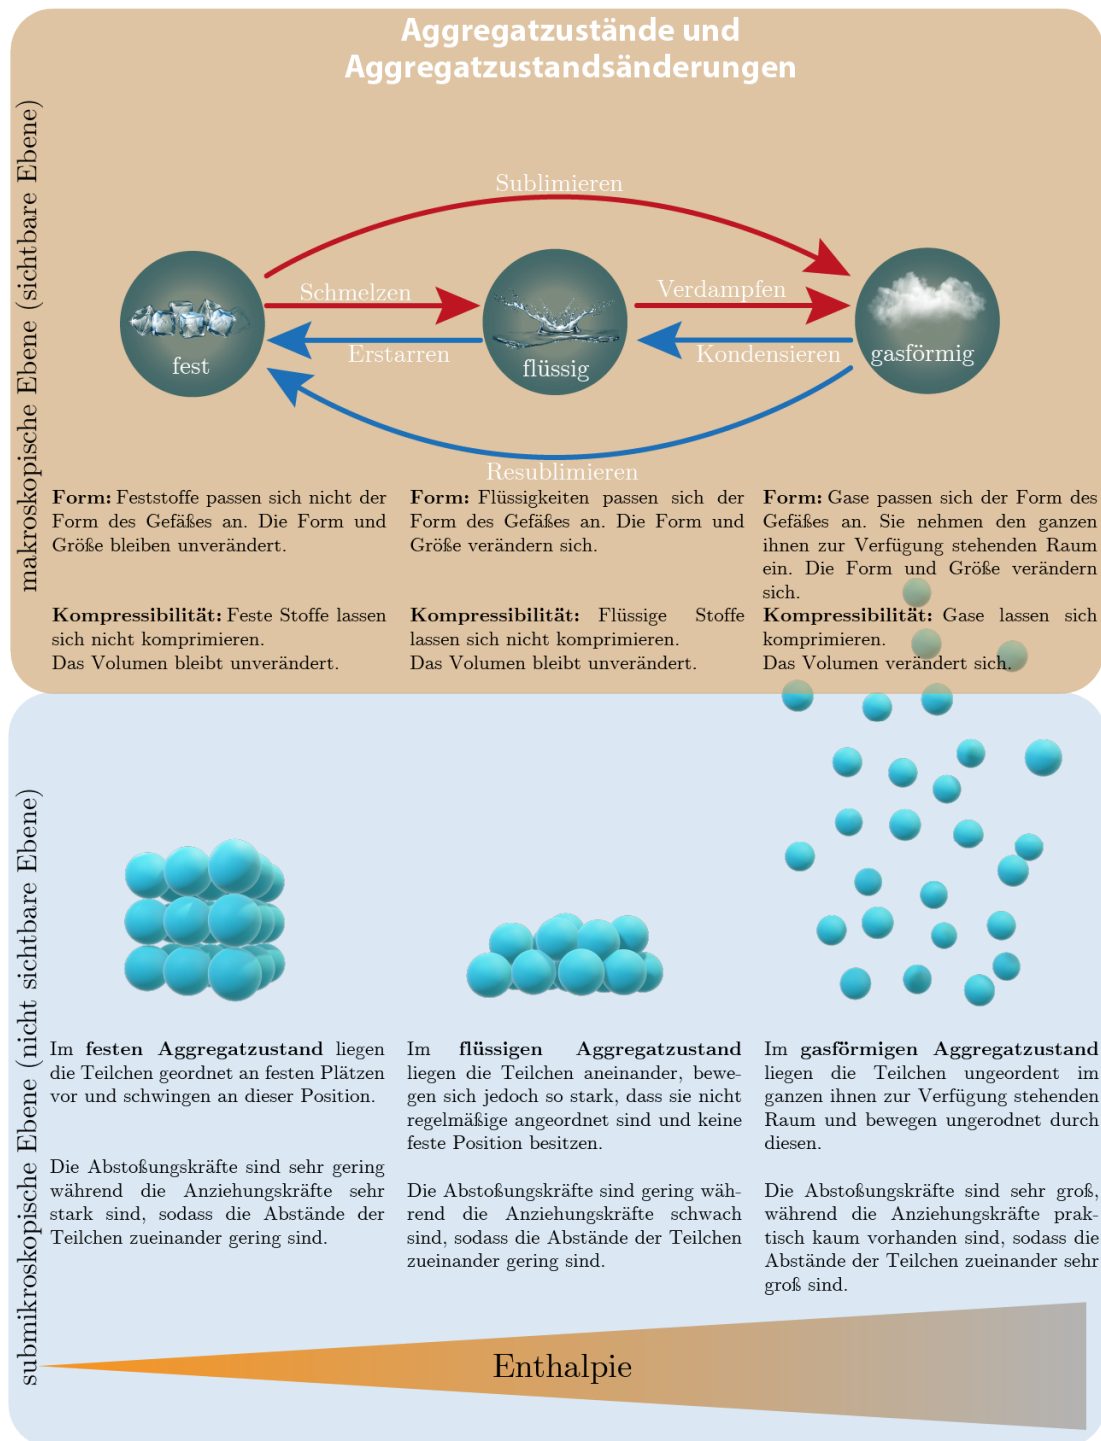 Aggregatzustände und
Aggregatzustandsänderungen
makroskopische Ebene (sichtbare Ebene)
Sublimieren
Schmelzen
Verdampfen
Erstarren
Kondensieren
fest
flüssig
gasförmig
Resublimieren
Form: Feststoffe passen sich nicht der
Form des Gefäßes an. Die Form und
Größe bleiben unverändert.
Kompressibilität: Feste Stoffe lassen
sich nicht komprimieren.
Das Volumen bleibt unverändert.
Form: Flüssigkeiten passen sich der
Form des Gefäßes an. Die Form und
Größe verändern sich.
Kompressibilität: Flüssige Stoffe
lassen sich nicht komprimieren.
Das Volumen bleibt unverändert.
Form: Gase passen sich der Form des
Gefäßes an. Sie nehmen den ganzen
ihnen zur Verfügung stehenden Raum
ein. Die Form und Größe verändern
sich.
Kompressibilität: Gase lassen sich
komprimieren.
Das Volumen verändert sich.
submikroskopische Ebene (nicht sichtbare Ebene)
Im festen Aggregatzustand liegen
die Teilchen geordnet an festen Plätzen
vor und schwingen an dieser Position.
Die Abstoßungskräfte sind sehr gering
während die Anziehungskräfte sehr
stark sind, sodass die Abstände der
Teilchen zueinander gering sind.
Im flüssigen Aggregatzustand
liegen die Teilchen aneinander, bewe-
gen sich jedoch so stark, dass sie nicht
regelmäßige angeordnet sind und keine
feste Position besitzen.
Die Abstoßungskräfte sind gering wäh-
rend die Anziehungskräfte schwach
sind, sodass die Abstände der Teilchen
zueinander gering sind.
Im gasförmigen Aggregatzustand
liegen die Teilchen ungeordent im
ganzen ihnen zur Verfügung stehenden
Raum und bewegen ungerodnet durch
diesen.
Die Abstoßungskräfte sind sehr groß,
während die Anziehungskräfte prak-
tisch kaum vorhanden sind, sodass die
Abstände der Teilchen zueinander sehr
groß sind.
Enthalpie